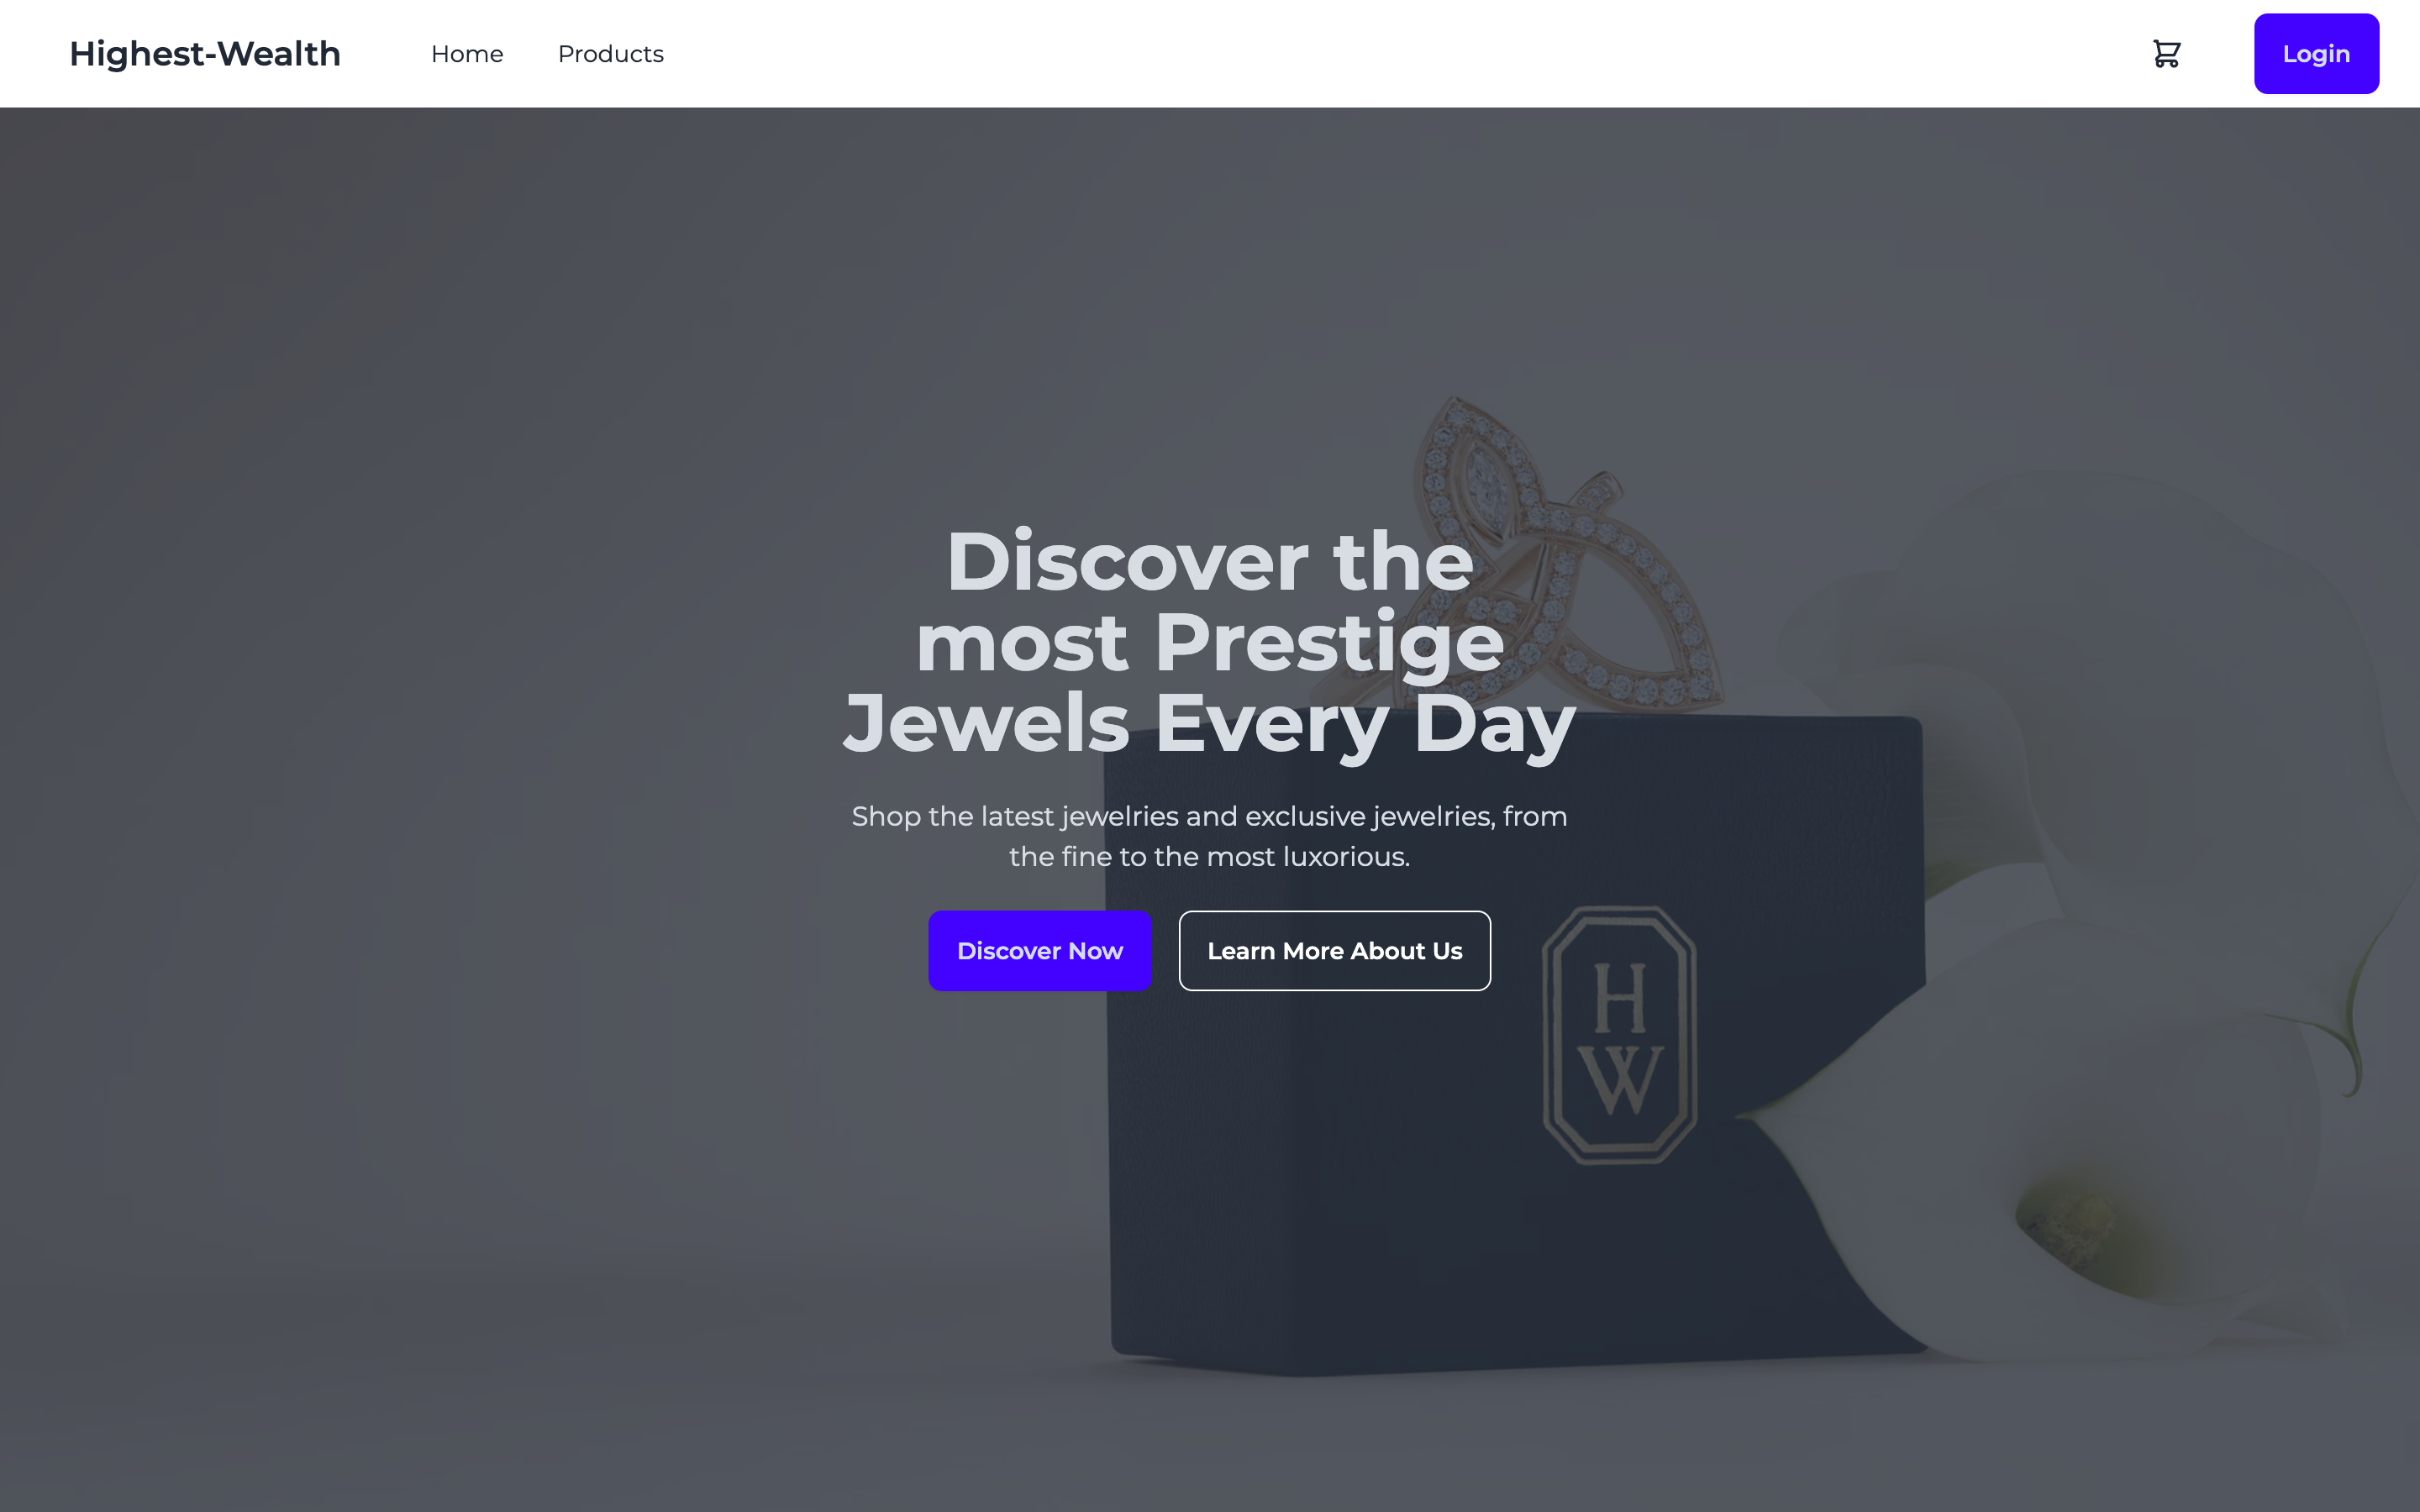 Highest-Wealth Home Products Login
Discover the
most Prestige
Jewels Every Day
Shop the latest jewelries and exclusive jewelries, from
the fine to the most luxorious.
Discover Now Learn More About Us
H
W